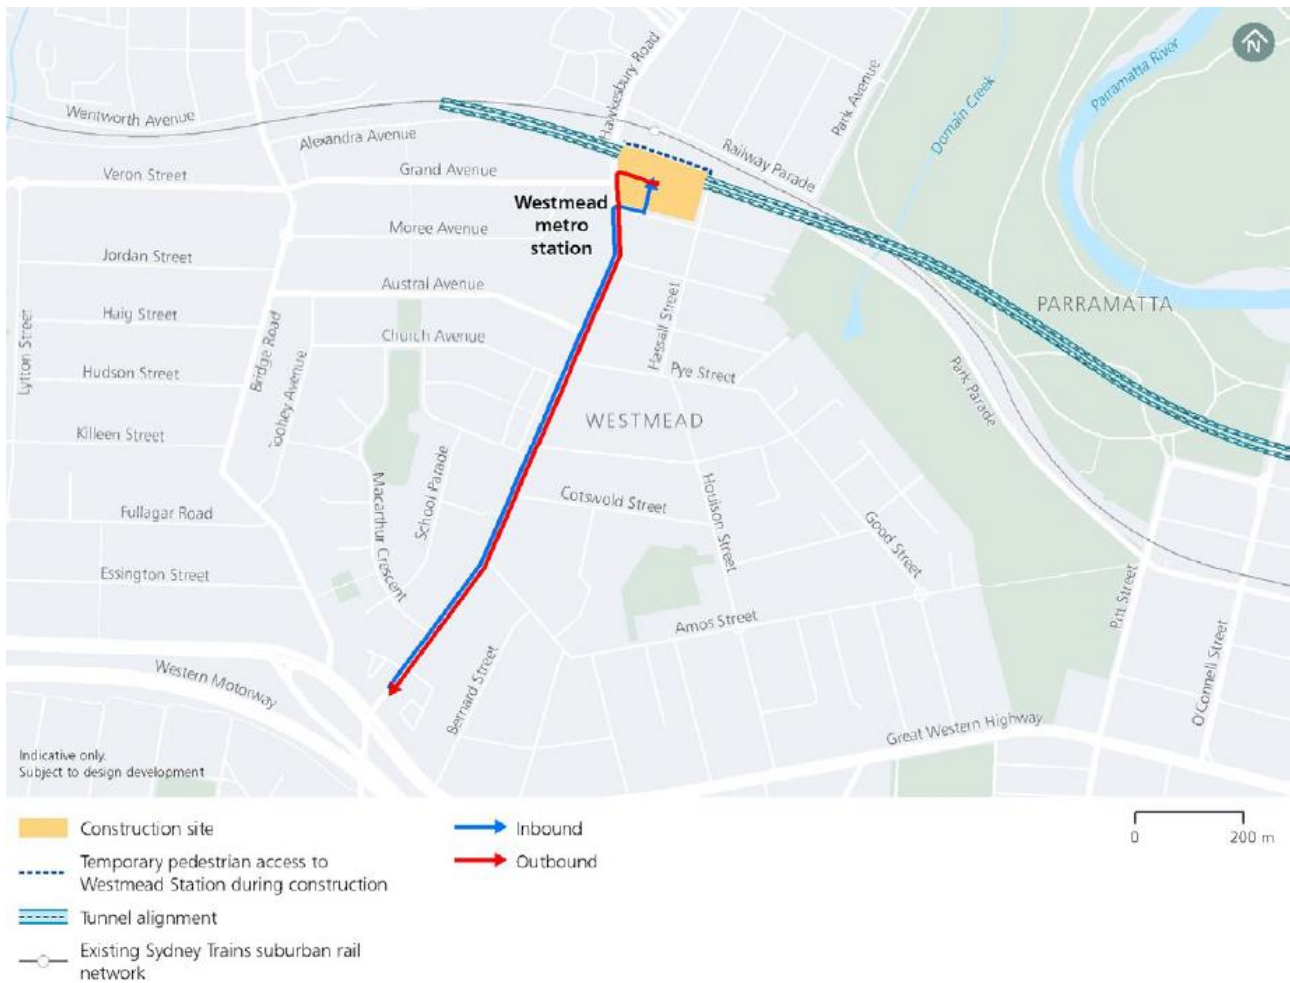 N
Parramatta River
Hawkesbury Road
Park Avenue
Domain Creek
Wentworth Avenue
Alexandra Avenue
Railway Parade
Veron Street
Grand Avenue
Westmead
metro
station
Moree Avenue
Jordan Street
Austral Avenue
PARRAMATTA
Haig Street
Hassall Street
Church Avenue
Lytton Street
Bridge Road
Hudson Street
Pye Street
Park Parade
WESTMEAD
Killeen Street
School Parade
Macarthur Crescent
Cotswold Street
Houison Street
Good Street
Fullagar Road
Essington Street
Pitt Street
Amos Street
O'Connell Street
Western Motorway
Bernard Street
Great Western Highway
Indicative only.
Subject to design development
Construction site
Temporary pedestrian access to
Westmead Station during construction
Tunnel alignment
Existing Sydney Trains suburban rail
network
Inbound
Outbound
0 200 m